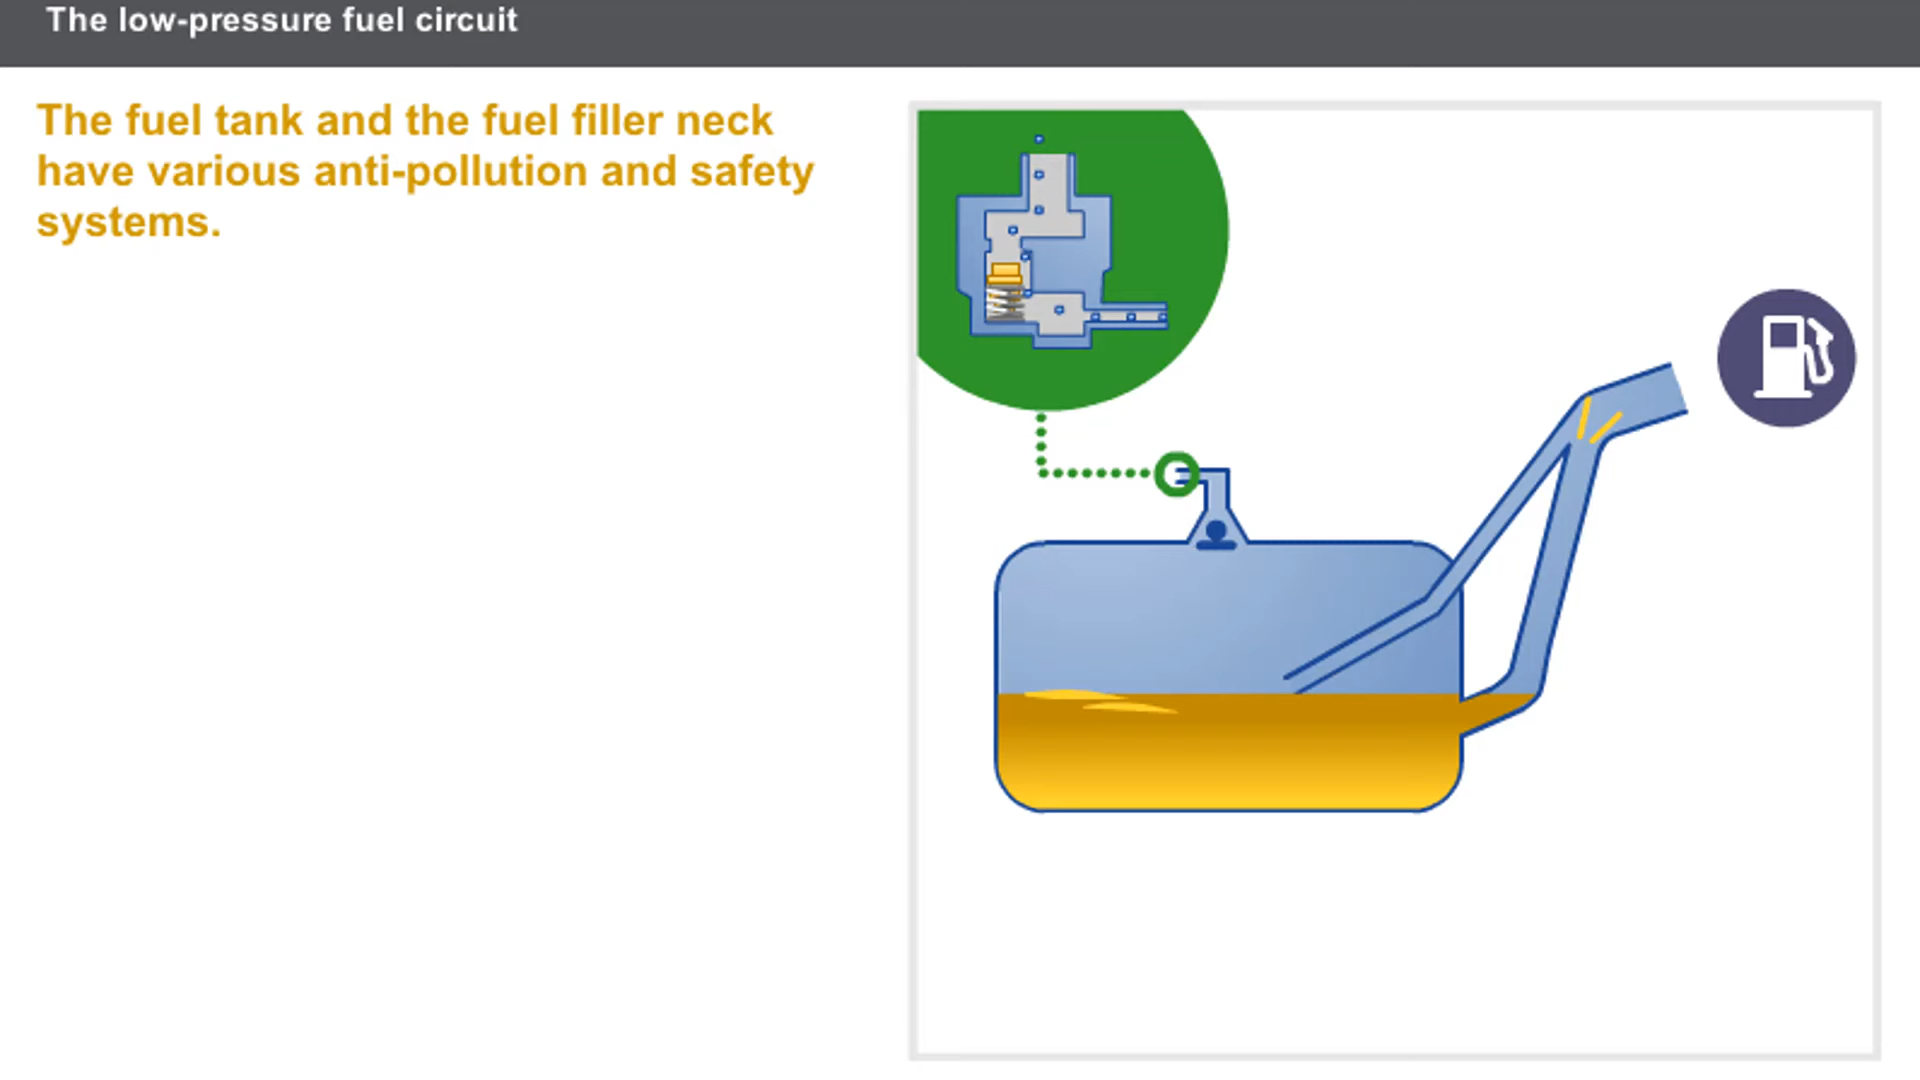 The low-pressure fuel circuit
The fuel tank and the fuel filler neck
have various anti-pollution and safety
systems.